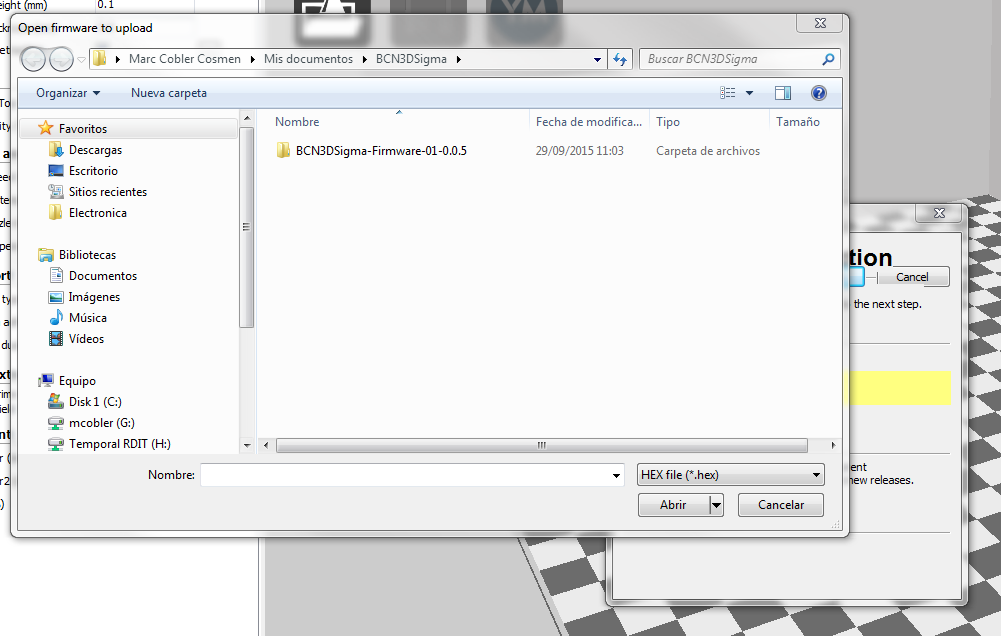 eight (mm) 0.1
Open firmware to upload
YM
Marc Cobler Cosmen Mis documentos BCN3DSigma
Buscar BCN3DSigma
Organizar Nueva carpeta
Nombre Fecha de modifica... Tipo Tamaño
BCN3DSigma-Firmware-01-0.0.5 29/09/2015 11:03 Carpeta de archivos
Favoritos
Descargas
Escritorio
Sitios recientes
Electronica
Bibliotecas
Documentos
Imágenes
Música
Vídeos
Equipo
Disk1 (C:)
mcobler (G:)
Temporal RDIT (H:)
Nombre: HEX file (*.hex)
Abrir Cancelar
tion
Cancel
the next step.
ent
new releases.